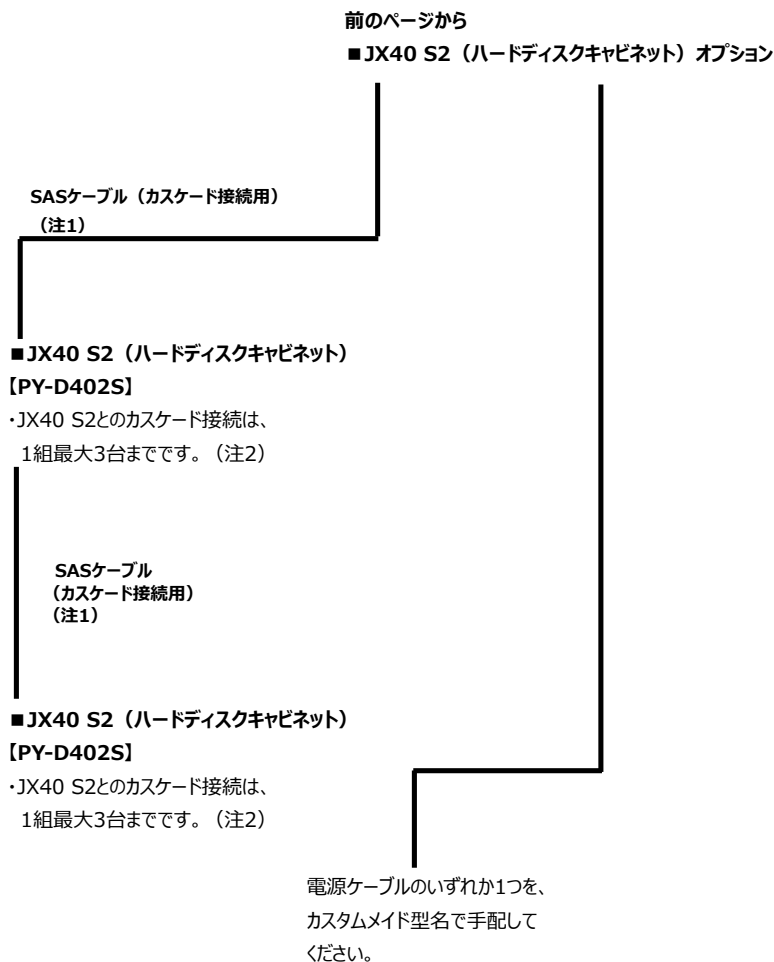 前のページから
■JX40 S2（ハードディスクキャビネット）オプション
SASケーブル（カスケード接続用）
（注1）
■JX40 S2（ハードディスクキャビネット）
【PY-D402S】
・JX40 S2とのカスケード接続は、
1組最大3台までです。（注2）
SASケーブル
（カスケード接続用）
（注1）
■JX40 S2（ハードディスクキャビネット）
【PY-D402S】
・JX40 S2とのカスケード接続は、
1組最大3台までです。（注2）
電源ケーブルのいずれか1つを、
カスタムメイド型名で手配して
ください。